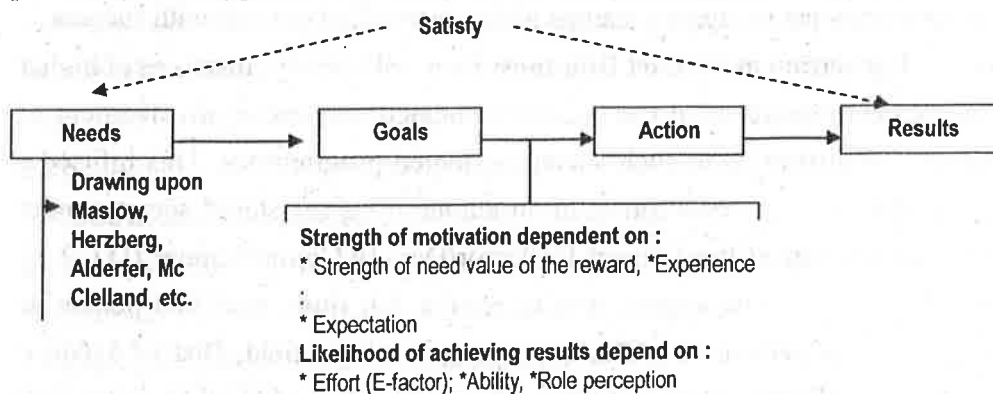 Satisfy
Needs Goals Action Results
Drawing upon
Maslow,
Herzberg,
Alderfer, Mc
Clelland, etc.
Strength of motivation dependent on :
* Strength of need value of the reward, *Experience
:
* Expectation
Likelihood of achieving results depend on :
* Effort (E-factor); *Ability, *Role perception